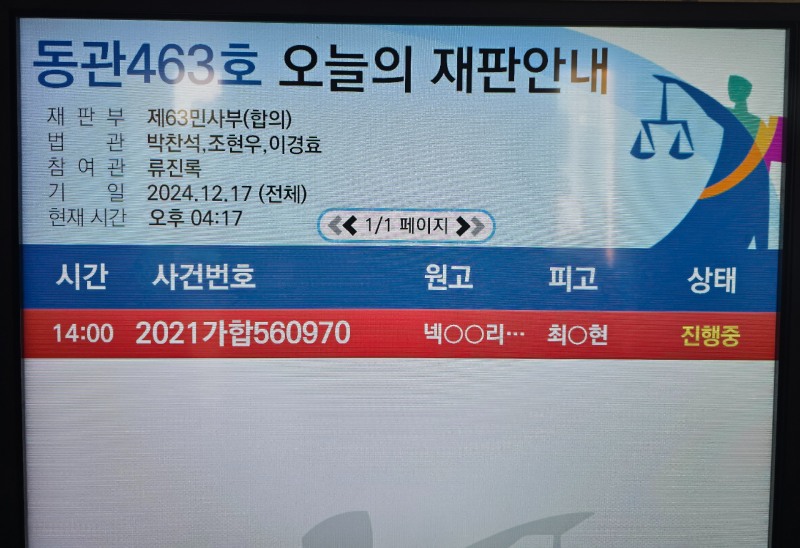 동관463호 오늘의 재판안내
재 판 부 제63민사부(합의)
법 관 박찬석,조현우,이경효
참 여 관 류진록
기 일 2024.12.17 (전체)
현재 시간 오후 04:17
1/1 페이지
시간 사건번호 원고 피고 상태
14:00 2021가합560970 넥○○리… 최○현 진행중